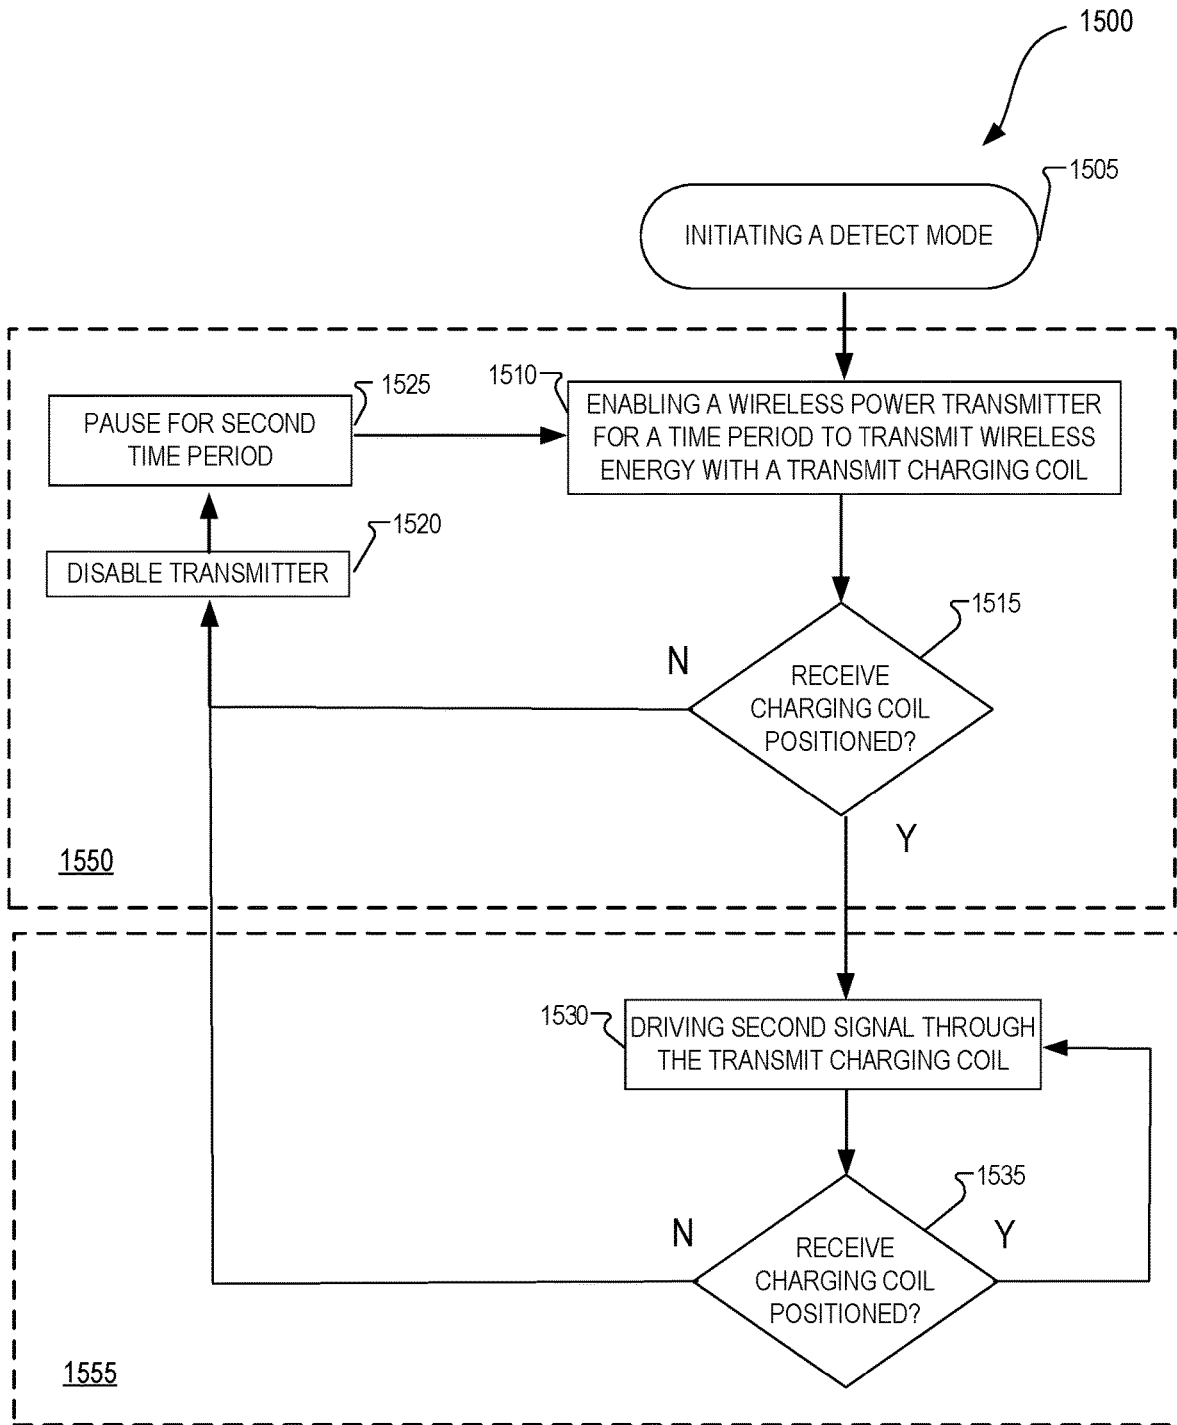 1500
1505
INITIATING A DETECT MODE
1525
1510
PAUSE FOR SECOND
TIME PERIOD
ENABLING A WIRELESS POWER TRANSMITTER
FOR A TIME PERIOD TO TRANSMIT WIRELESS
ENERGY WITH A TRANSMIT CHARGING COIL
1520
DISABLE TRANSMITTER
1515
N
RECEIVE
CHARGING COIL
POSITIONED?
Y
1550
1530
DRIVING SECOND SIGNAL THROUGH
THE TRANSMIT CHARGING COIL
1535
N
Y
RECEIVE
CHARGING COIL
POSITIONED?
1555